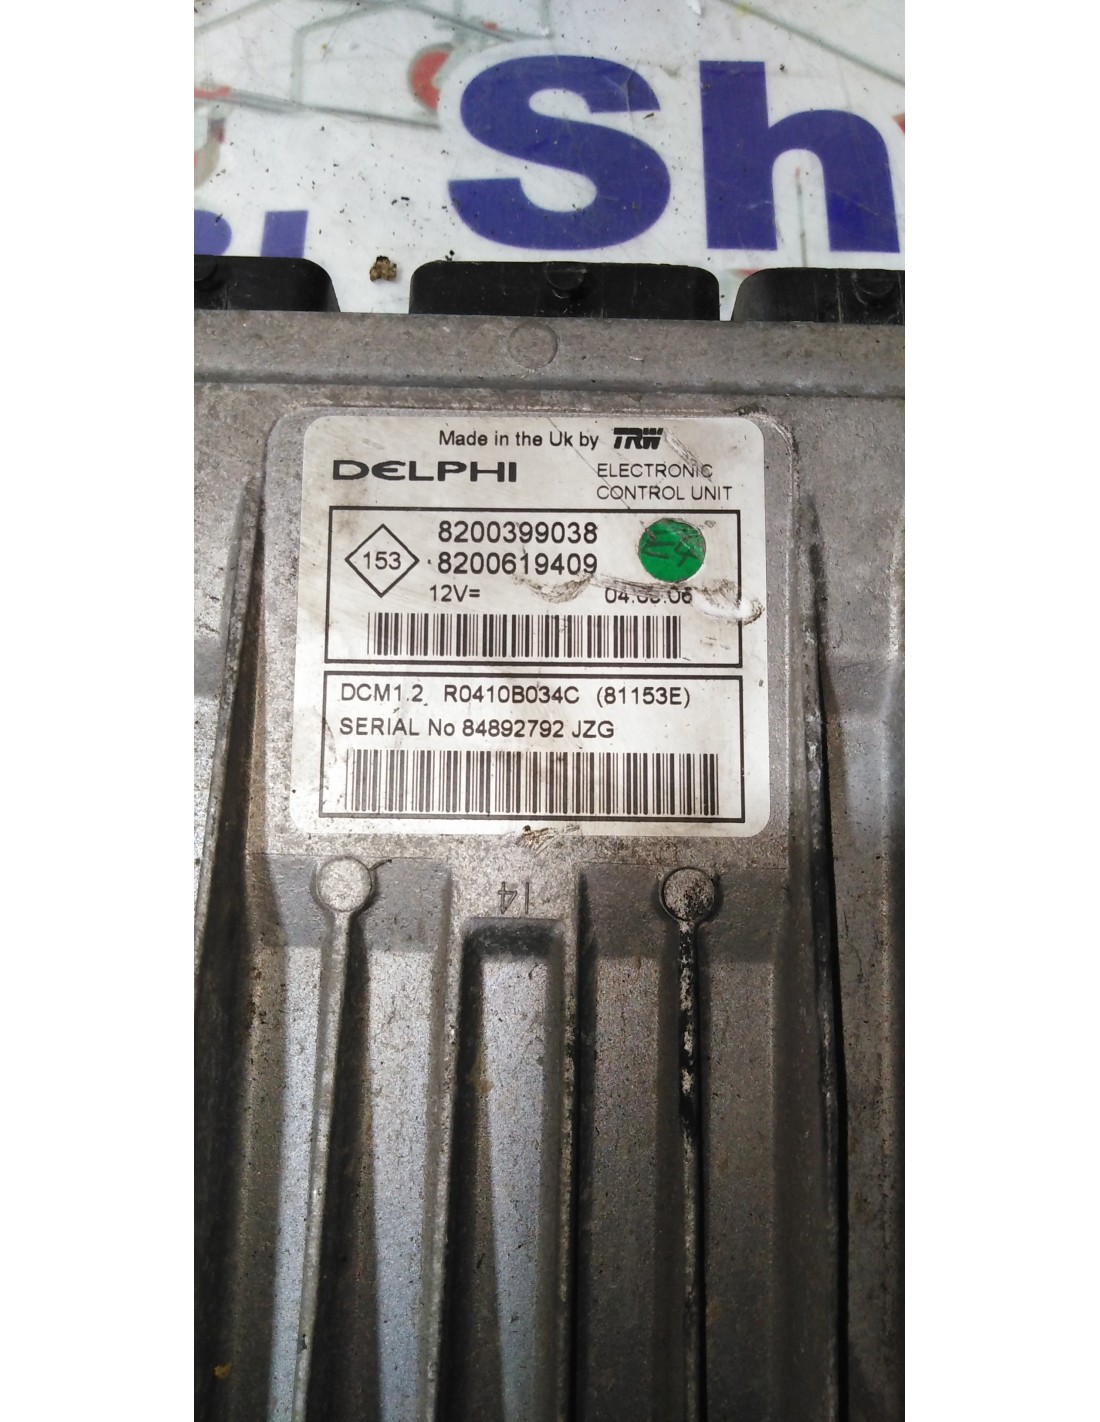 Sh
Made in the Uk by TRW
DELPHI ELECTRONIC
CONTROL UNIT
8200399038
153 8200619409 E4
12V=
DCM1.2 R0410B034C (81153E)
SERIAL No 84892792 JZG
14